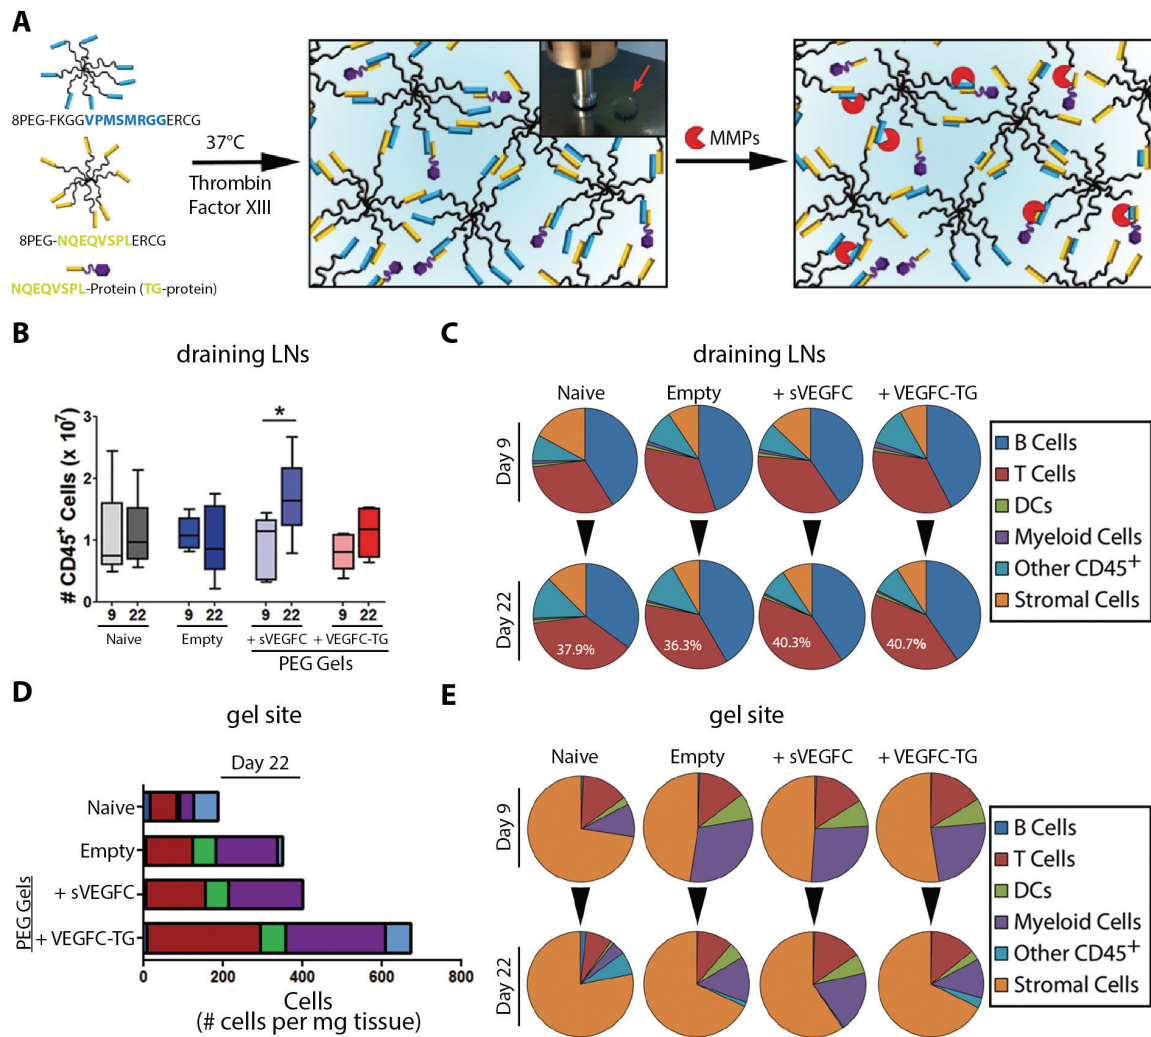 A
8PEG-FKGGVPMSMRGGERCG
8PEG-NQEQVSPLERCG
NQEQVSPL-Protein (TG-protein)
37°C
Thrombin
Factor XIII
MMPs
B
draining LNs
# CD45+ Cells (x 10⁷)
3
2
1
0
9 22 9 22 9 22 9 22
Naive Empty + sVEGFC + VEGFC-TG
PEG Gels
*
C
draining LNs
Naive Empty + sVEGFC + VEGFC-TG
Day 9
Day 22
37.9% 36.3% 40.3% 40.7%
B Cells
T Cells
DCs
Myeloid Cells
Other CD45+
Stromal Cells
D
gel site
Day 22
Naive
Empty
+ sVEGFC
+ VEGFC-TG
PEG Gels
0 200 400 600 800
Cells
(# cells per mg tissue)
E
gel site
Naive Empty + sVEGFC + VEGFC-TG
Day 9
Day 22
B Cells
T Cells
DCs
Myeloid Cells
Other CD45+
Stromal Cells